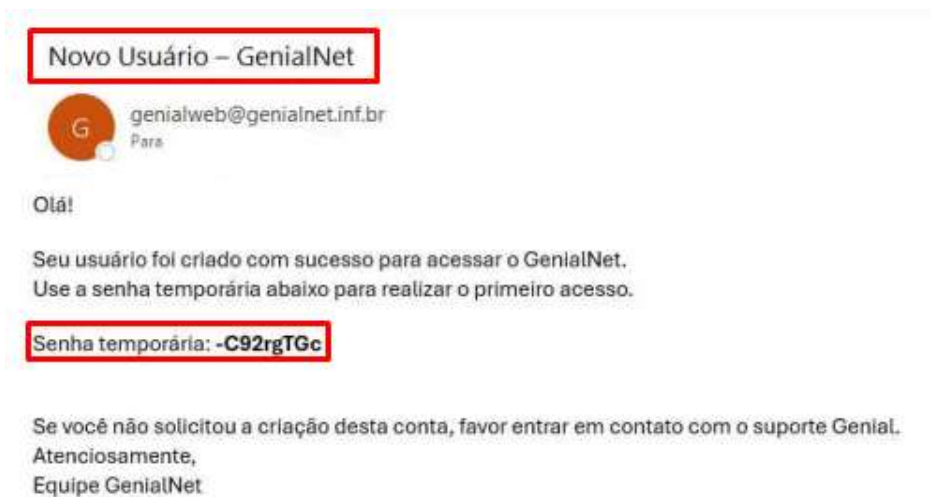 Novo Usuário – GenialNet
G
genialweb@genialnet.inf.br
Para
Olá!
Seu usuário foi criado com sucesso para acessar o GenialNet.
Use a senha temporária abaixo para realizar o primeiro acesso.
Senha temporária: -C92rgTGc
Se você não solicitou a criação desta conta, favor entrar em contato com o suporte Genial.
Atenciosamente,
Equipe GenialNet